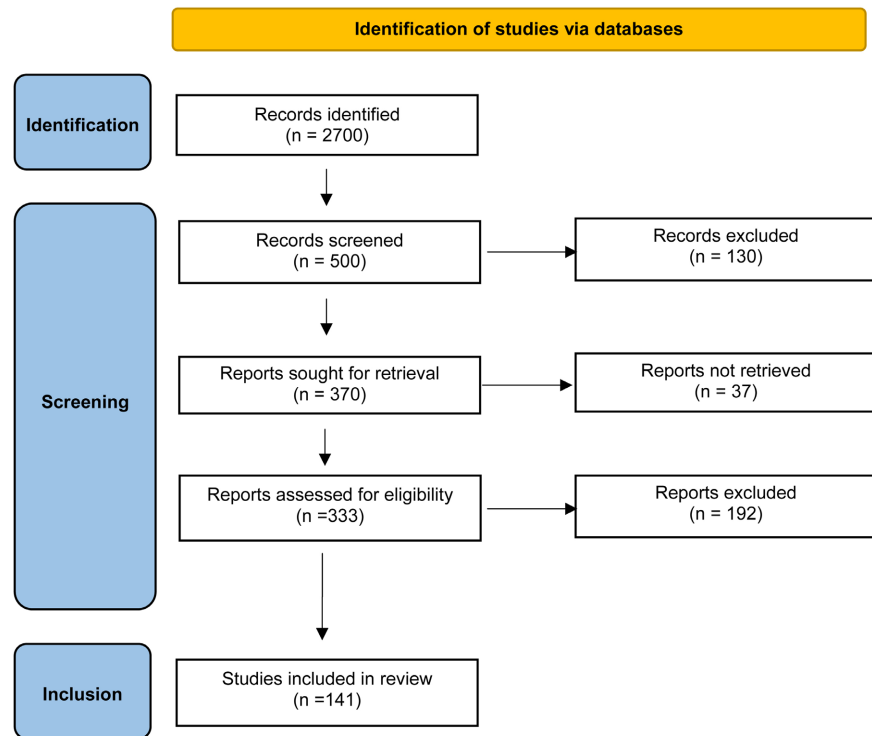 Identification of studies via databases
Identification
Records identified
(n = 2700)
Screening
Records screened
(n = 500)
Records excluded
(n = 130)
Reports sought for retrieval
(n = 370)
Reports not retrieved
(n = 37)
Reports assessed for eligibility
(n =333)
Reports excluded
(n = 192)
Inclusion
Studies included in review
(n =141)